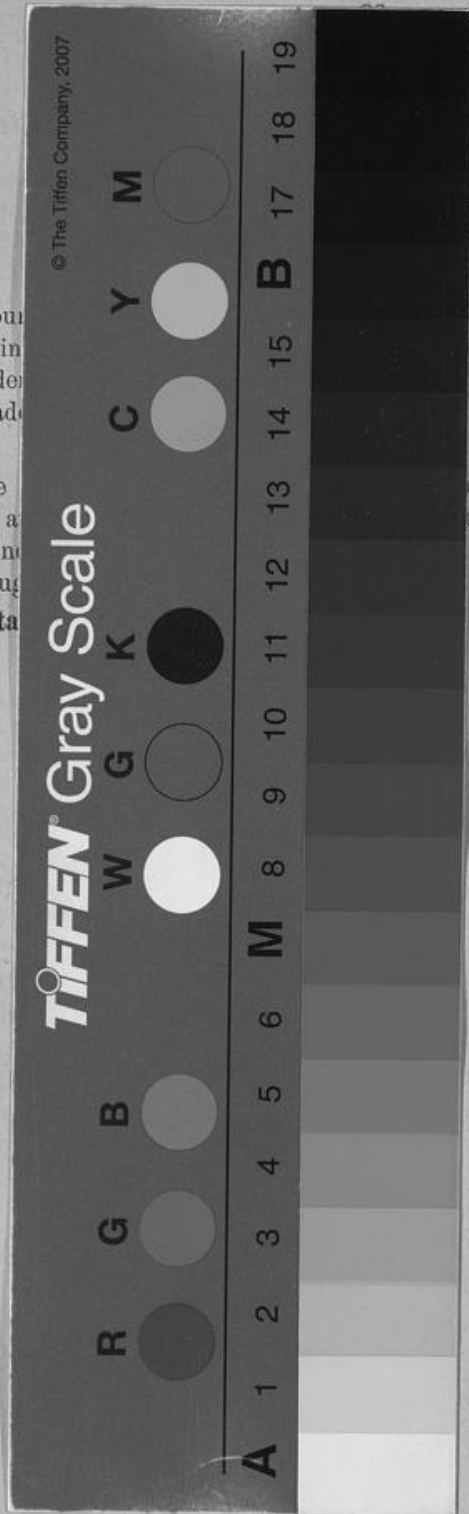 © The Tiffen Company, 2007
TIFFEN® Gray Scale
R G B W G K C Y M
A 1 2 3 4 5 6 M 8 9 10 11 12 13 14 15 B 17 18 19